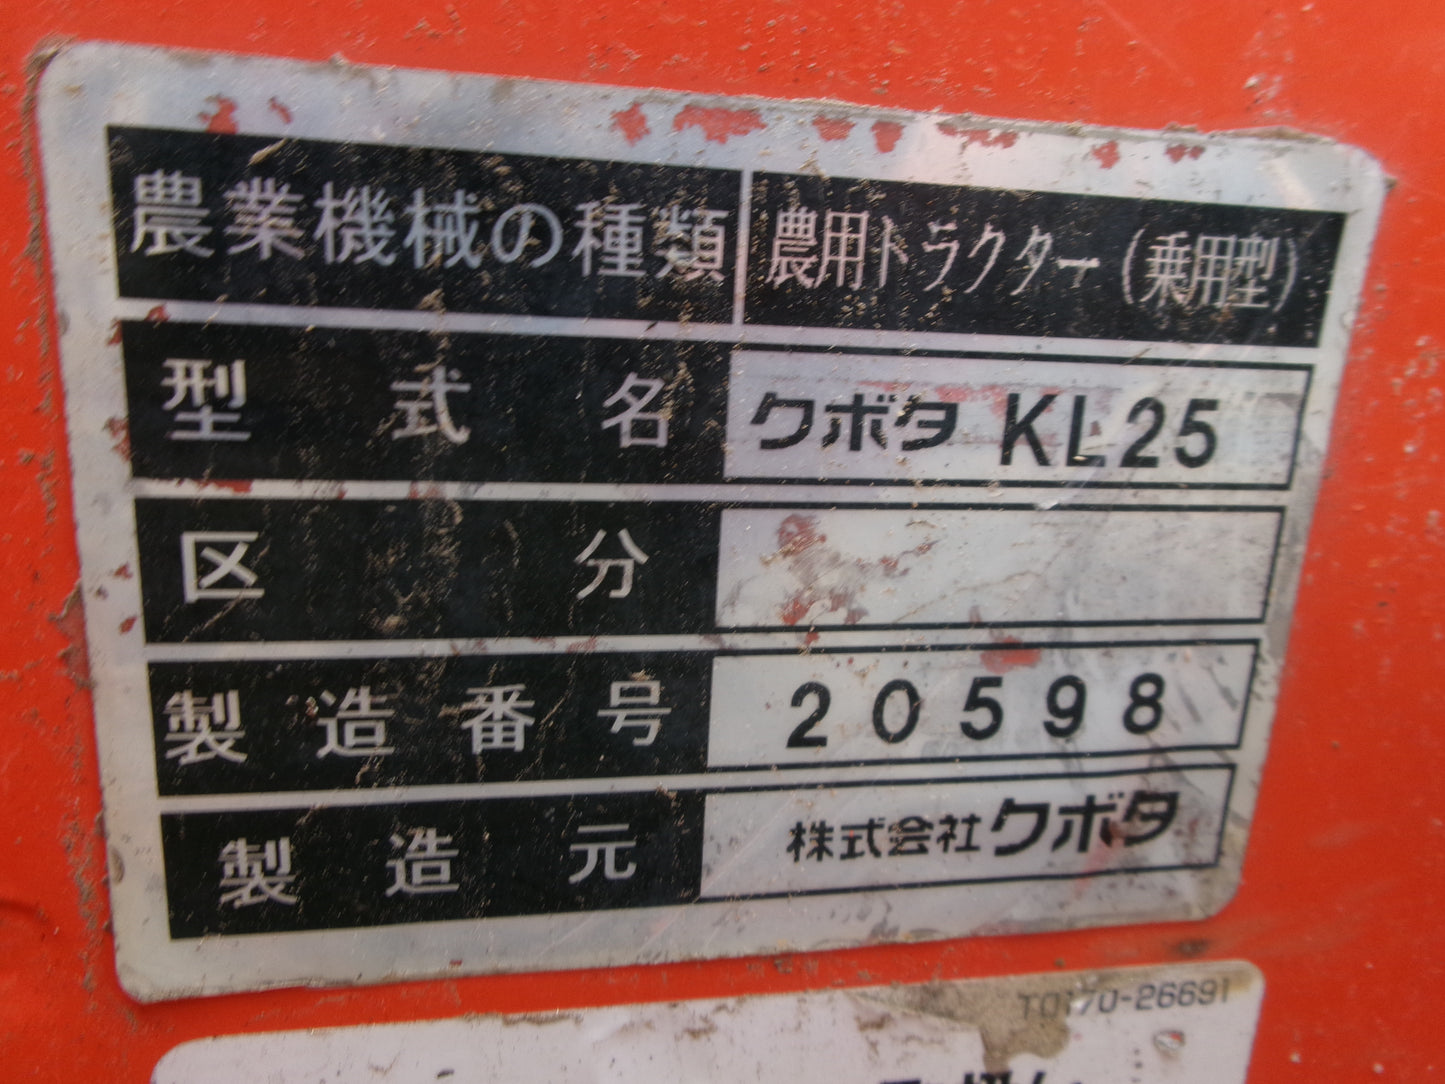 農業機械の種類 農用トラクター(乗用型)
型式名 クボタ KL25
区分
製造番号 20598
製造元 株式会社クボタ
T0170-26691